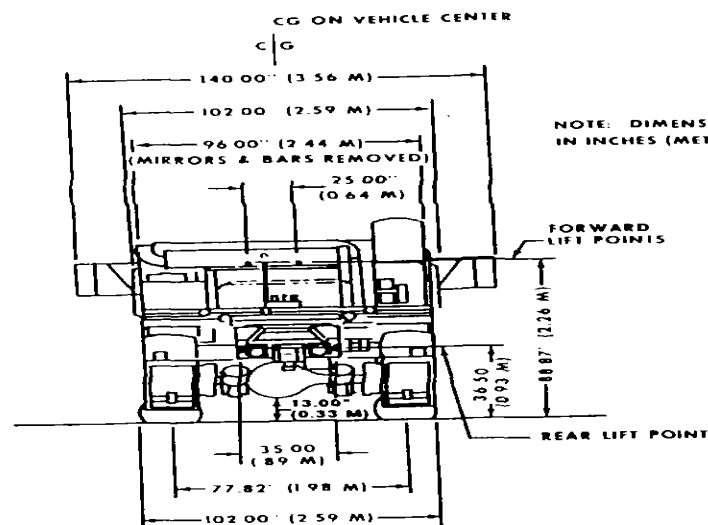 CG ON VEHICLE CENTER
C G
140.00" (3.56 M)
102.00 (2.59 M)
96.00" (2.44 M)
(MIRRORS & BARS REMOVED)
25.00"
(0.64 M)
NOTE: DIMENS
IN INCHES (MET
FORWARD
LIFT POINTS
88.87" (2.26 M)
36.50
(0.93 M)
13.00"
(0.33 M)
REAR LIFT POINT
35.00
(.89 M)
77.82" (1.98 M)
102.00" (2.59 M)